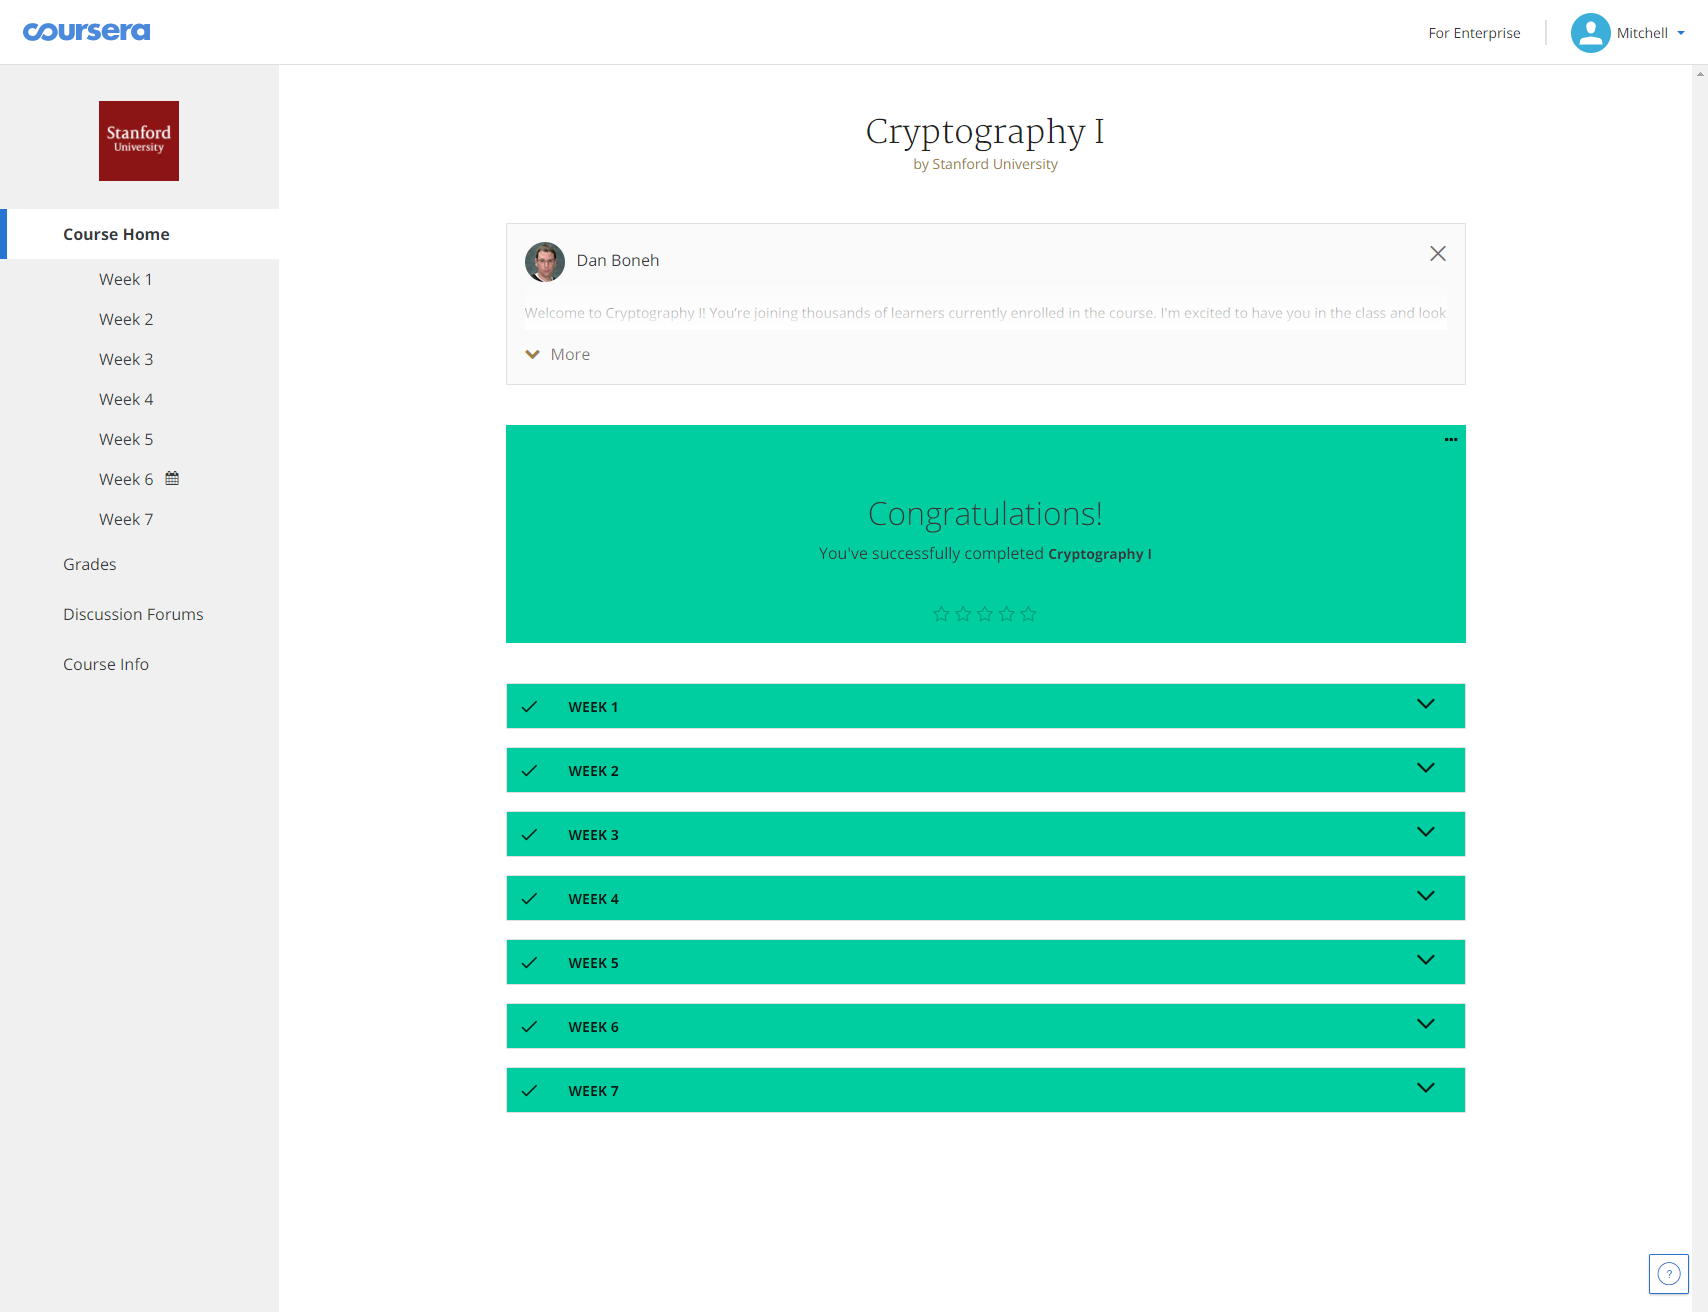 coursera
For Enterprise
Mitchell
Stanford
University
Course Home
Week 1
Week 2
Week 3
Week 4
Week 5
Week 6
Week 7
Grades
Discussion Forums
Course Info
Cryptography I
by Stanford University
Dan Boneh
Welcome to Cryptography I! You’re joining thousands of learners currently enrolled in the course. I'm excited to have you in the class and look
More
Congratulations!
You've successfully completed Cryptography I
WEEK 1
WEEK 2
WEEK 3
WEEK 4
WEEK 5
WEEK 6
WEEK 7
?